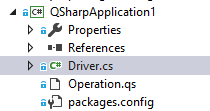 C# QSharpApplication1
Properties
References
C# Driver.cs
Operation.qs
packages.config